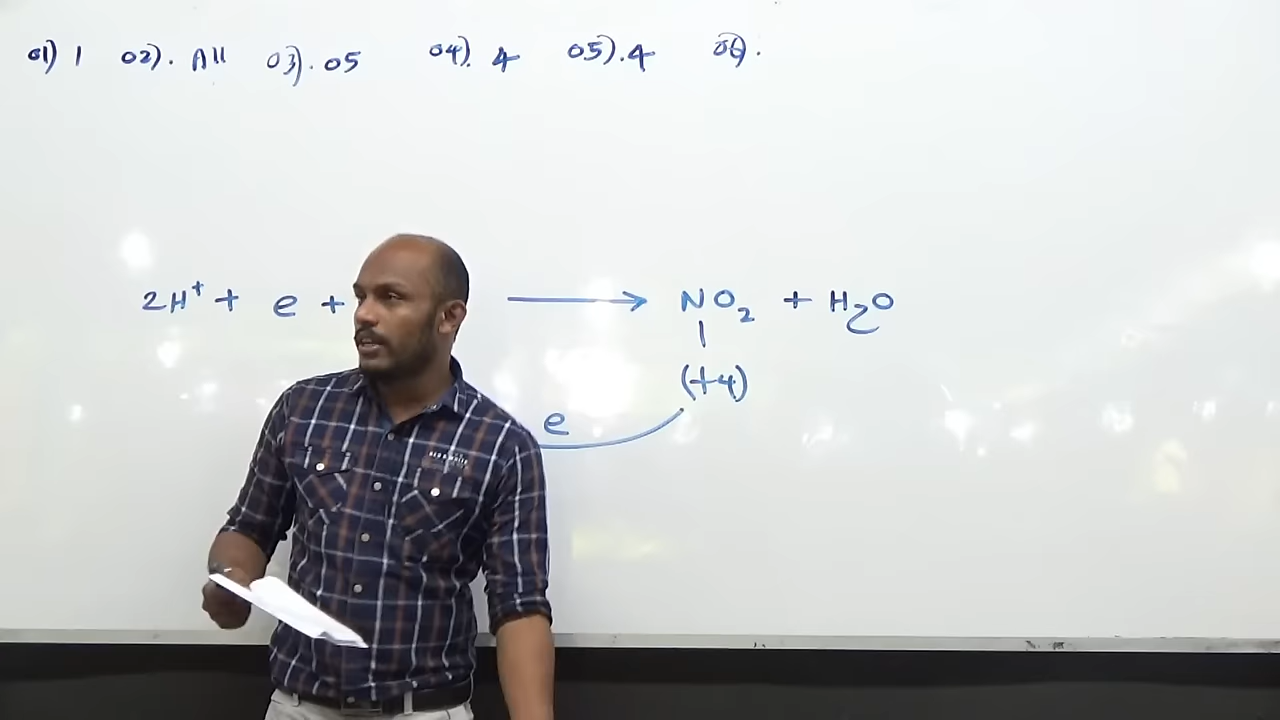 01) 1 02). All 03). 05 04). 4 05). 4 06).
2H⁺ + e + → NO₂ + H₂O
(+4)
e